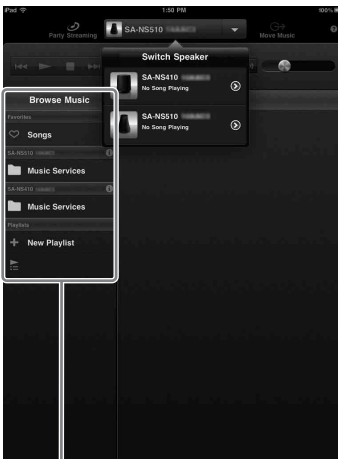 iPad
1:50 PM
100%
Party Streaming
SA-NS510
Move Music
Switch Speaker
SA-NS410
No Song Playing
SA-NS510
No Song Playing
Browse Music
Favorites
Songs
SA-NS510
Music Services
SA-NS410
Music Services
Playlists
New Playlist